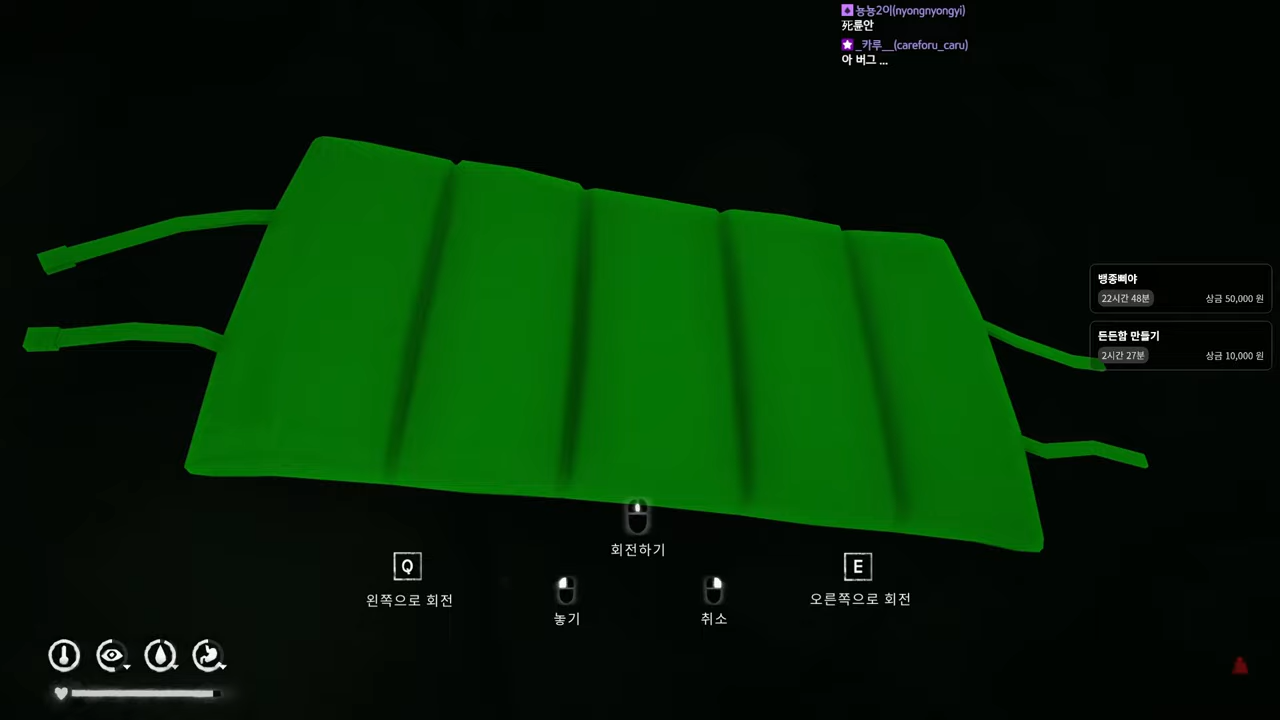 뇽뇽2이(nyongnyongyi)
死륜안
_카루__(careforu_caru)
아 버그 ...
뱅종삐야
22시간 48분 상금 50,000 원
든든함 만들기
2시간 27분 상금 10,000 원
회전하기
Q E
왼쪽으로 회전 오른쪽으로 회전
놓기 취소